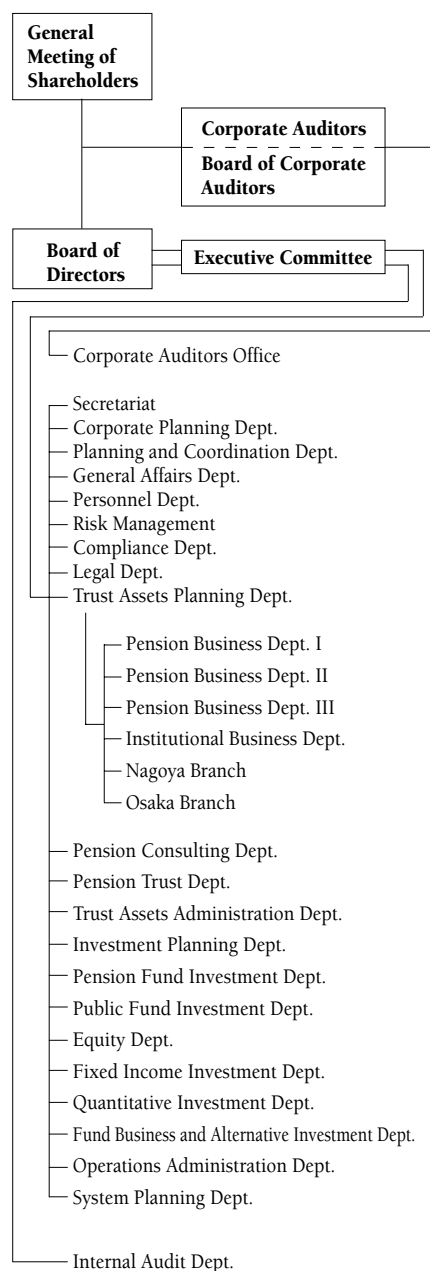 General
Meeting of
Shareholders
Corporate Auditors
Board of Corporate
Auditors
Board of
Directors
Executive Committee
Corporate Auditors Office
Secretariat
Corporate Planning Dept.
Planning and Coordination Dept.
General Affairs Dept.
Personnel Dept.
Risk Management
Compliance Dept.
Legal Dept.
Trust Assets Planning Dept.
Pension Business Dept. I
Pension Business Dept. II
Pension Business Dept. III
Institutional Business Dept.
Nagoya Branch
Osaka Branch
Pension Consulting Dept.
Pension Trust Dept.
Trust Assets Administration Dept.
Investment Planning Dept.
Pension Fund Investment Dept.
Public Fund Investment Dept.
Equity Dept.
Fixed Income Investment Dept.
Quantitative Investment Dept.
Fund Business and Alternative Investment Dept.
Operations Administration Dept.
System Planning Dept.
Internal Audit Dept.